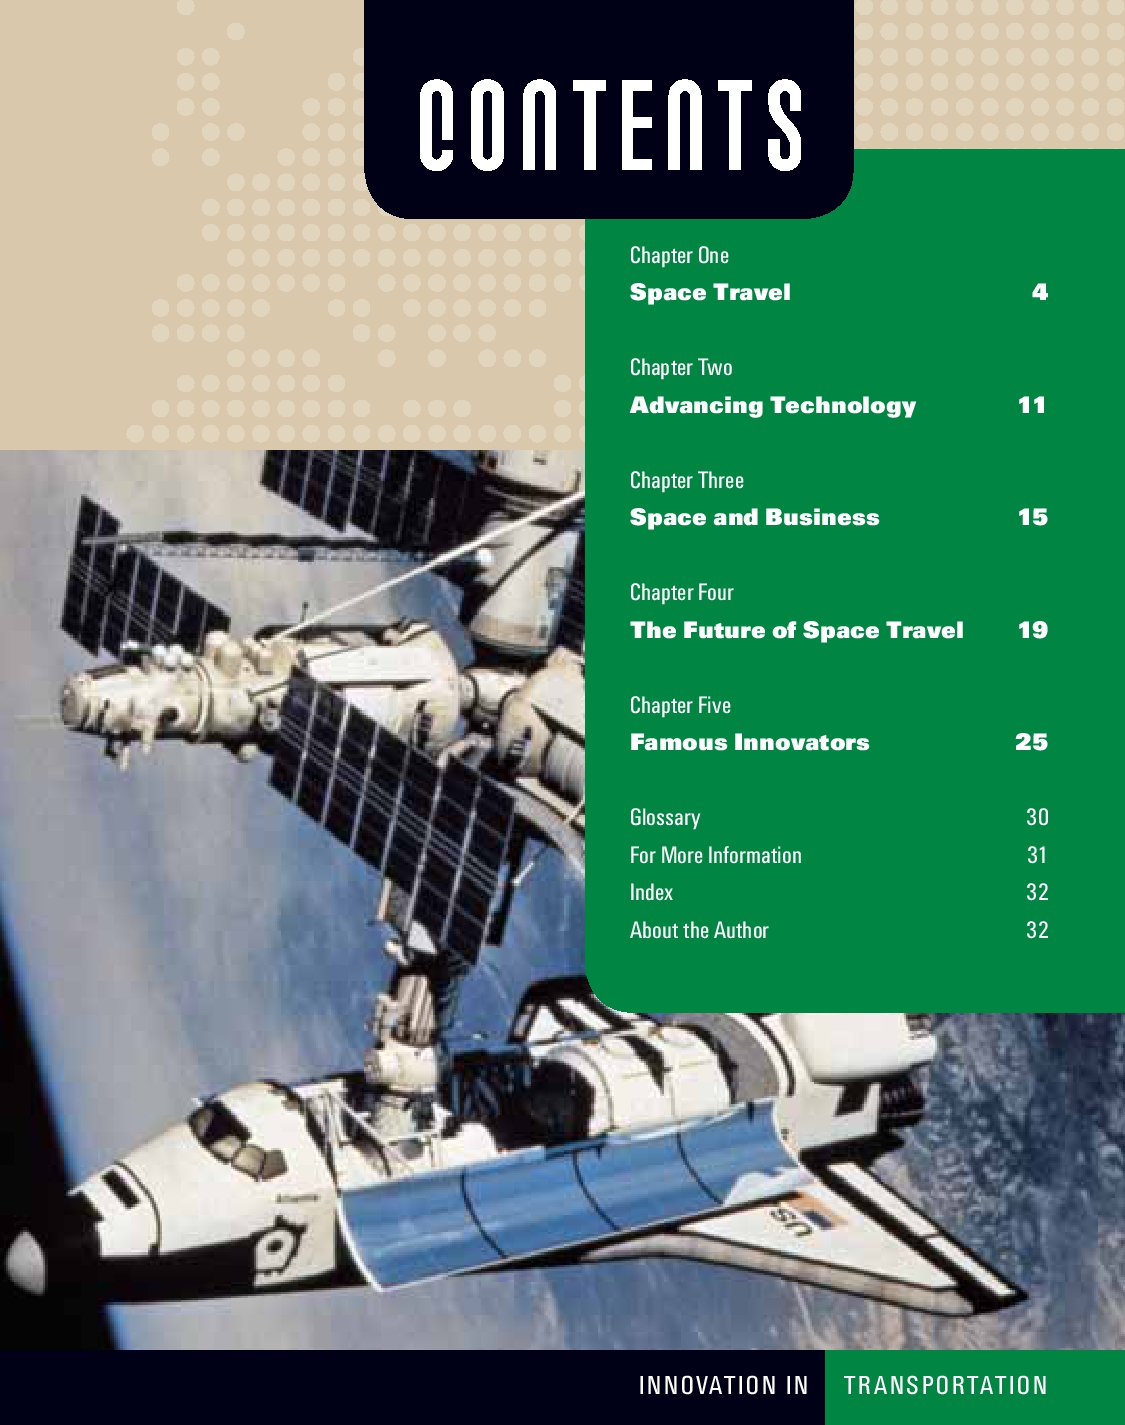 CONTENTS
Chapter One
Space Travel 4
Chapter Two
Advancing Technology 11
Chapter Three
Space and Business 15
Chapter Four
The Future of Space Travel 19
Chapter Five
Famous Innovators 25
Glossary 30
For More Information 31
Index 32
About the Author 32
Atlantis
US
INNOVATION IN TRANSPORTATION